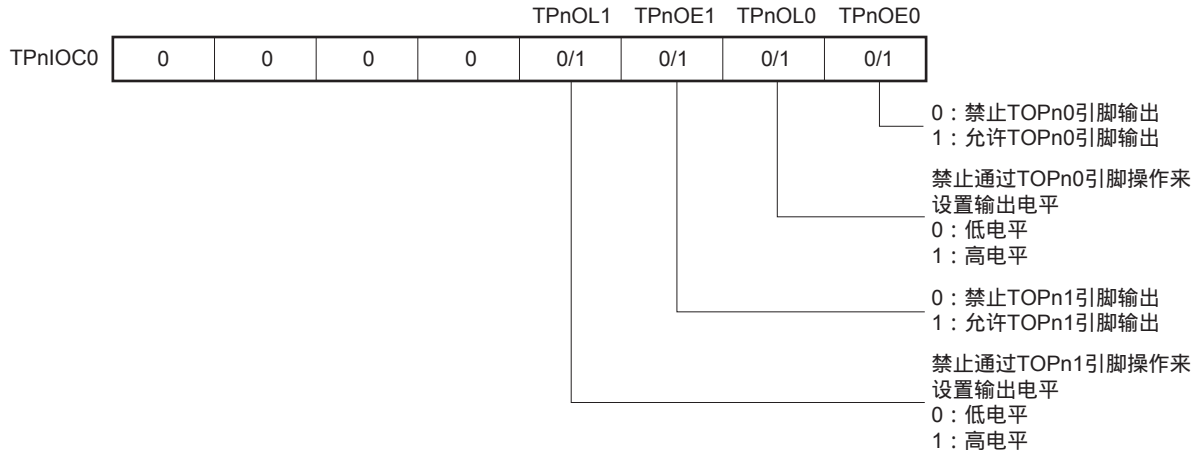 TPnOL1 TPnOE1 TPnOL0 TPnOE0
TPnIOC0 0 0 0 0 0/1 0/1 0/1 0/1
0：禁止TOPn0引脚输出
1：允许TOPn0引脚输出
禁止通过TOPn0引脚操作来
设置输出电平
0：低电平
1：高电平
0：禁止TOPn1引脚输出
1：允许TOPn1引脚输出
禁止通过TOPn1引脚操作来
设置输出电平
0：低电平
1：高电平